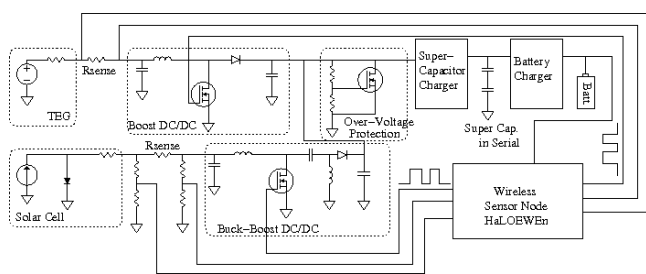 TEG
Rsense
Boost DC/DC
Over-Voltage
Protection
Super-
Capacitor
Charger
Super Cap.
in Serial
Battery
Charger
Batt
Solar Cell
Rsense
Buck-Boost DC/DC
Wireless
Sensor Node
HaLOEWEn